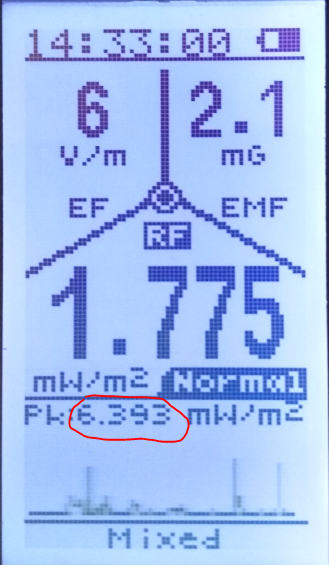 14:33:00
6 2.1
V/m mG
EF EMF
RF
1.775
mW/m2 Normal
Pk:6.393 mW/m2
Mixed